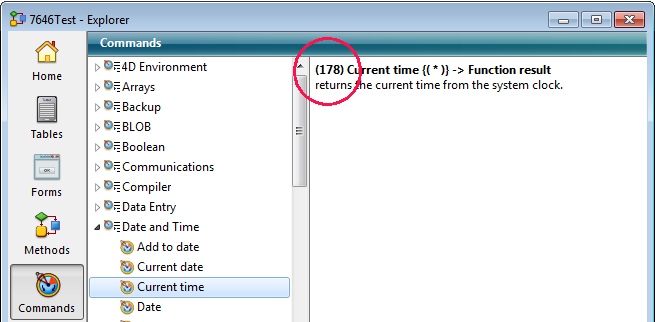 7646Test - Explorer
Commands
Home
Tables
Forms
Methods
Commands
4D Environment
Arrays
Backup
BLOB
Boolean
Communications
Compiler
Data Entry
Date and Time
Add to date
Current date
Current time
Date
(178) Current time {( * )} -> Function result
returns the current time from the system clock.